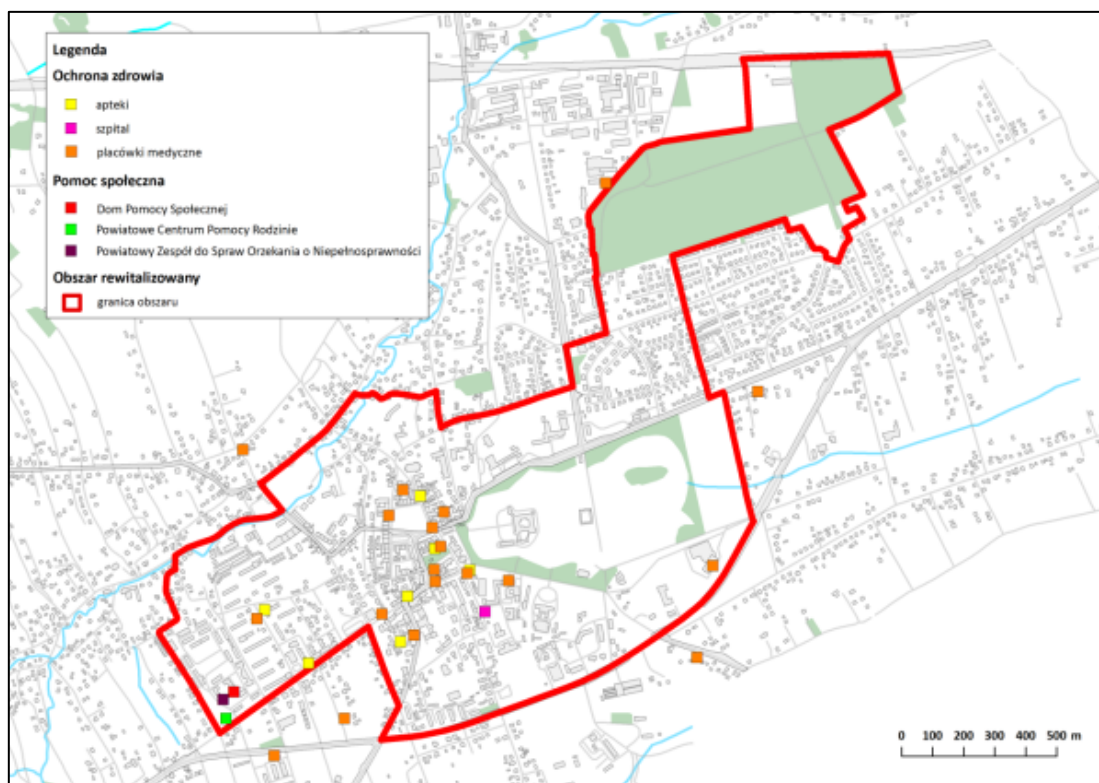 Legenda
Ochrona zdrowia
apteki
szpital
placówki medyczne
Pomoc społeczna
Dom Pomocy Społecznej
Powiatowe Centrum Pomocy Rodzinie
Powiatowy Zespół do Spraw Orzekania o Niepełnosprawności
Obszar rewitalizowany
granica obszaru
0 100 200 300 400 500 m